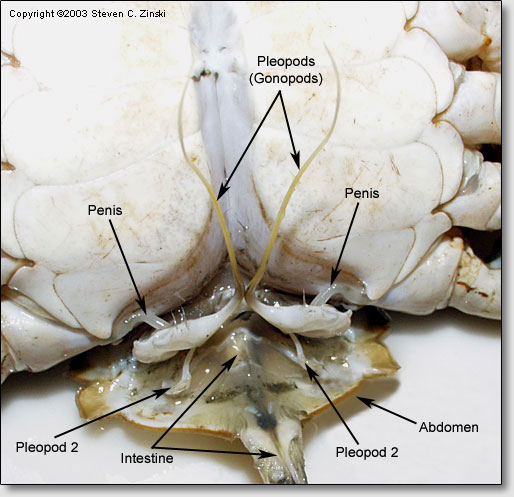 Copyright ©2003 Steven C. Zinski
Pleopods
(Gonopods)
Penis
Penis
Pleopod 2
Intestine
Pleopod 2
Abdomen